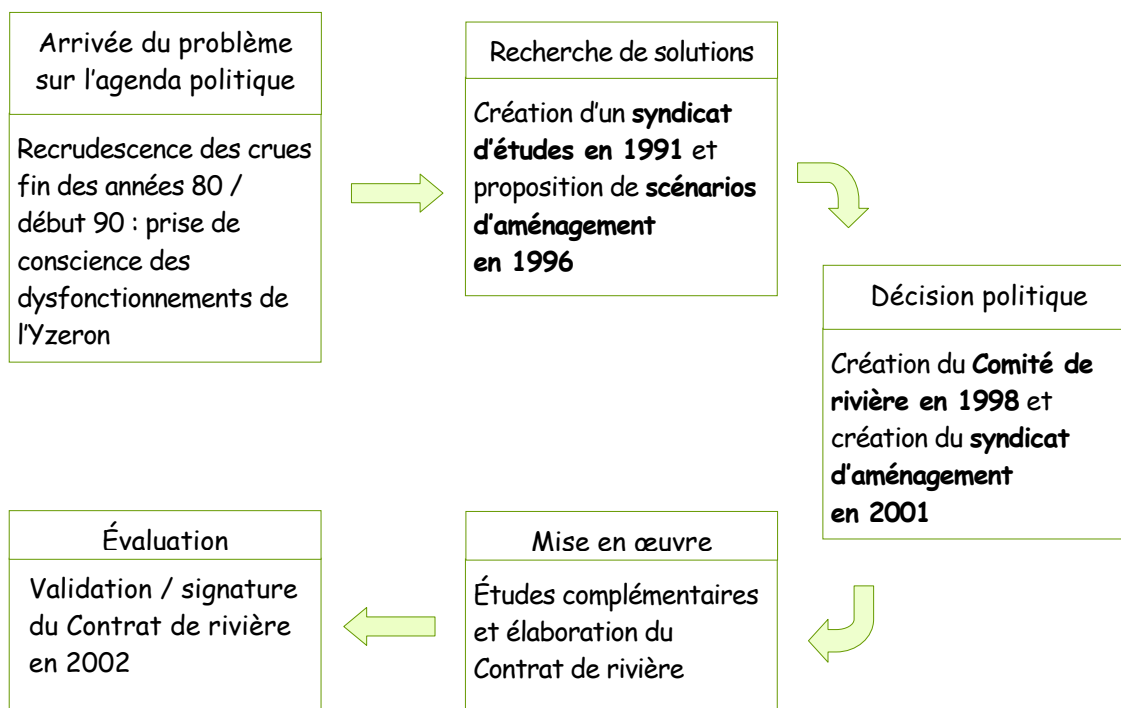 Arrivée du problème
sur l'agenda politique
Recrudescence des crues
fin des années 80 /
début 90 : prise de
conscience des
dysfonctionnements de
l'Yzeron
Recherche de solutions
Création d'un syndicat
d'études en 1991 et
proposition de scénarios
d'aménagement
en 1996
Décision politique
Création du Comité de
rivière en 1998 et
création du syndicat
d'aménagement
en 2001
Mise en œuvre
Études complémentaires
et élaboration du
Contrat de rivière
Évaluation
Validation / signature
du Contrat de rivière
en 2002